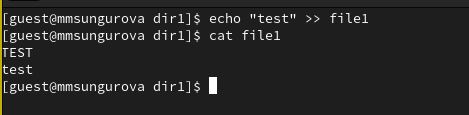 [guest@mmsungurova dir1]$ echo "test" >> file1
[guest@mmsungurova dir1]$ cat file1
TEST
test
[guest@mmsungurova dir1]$